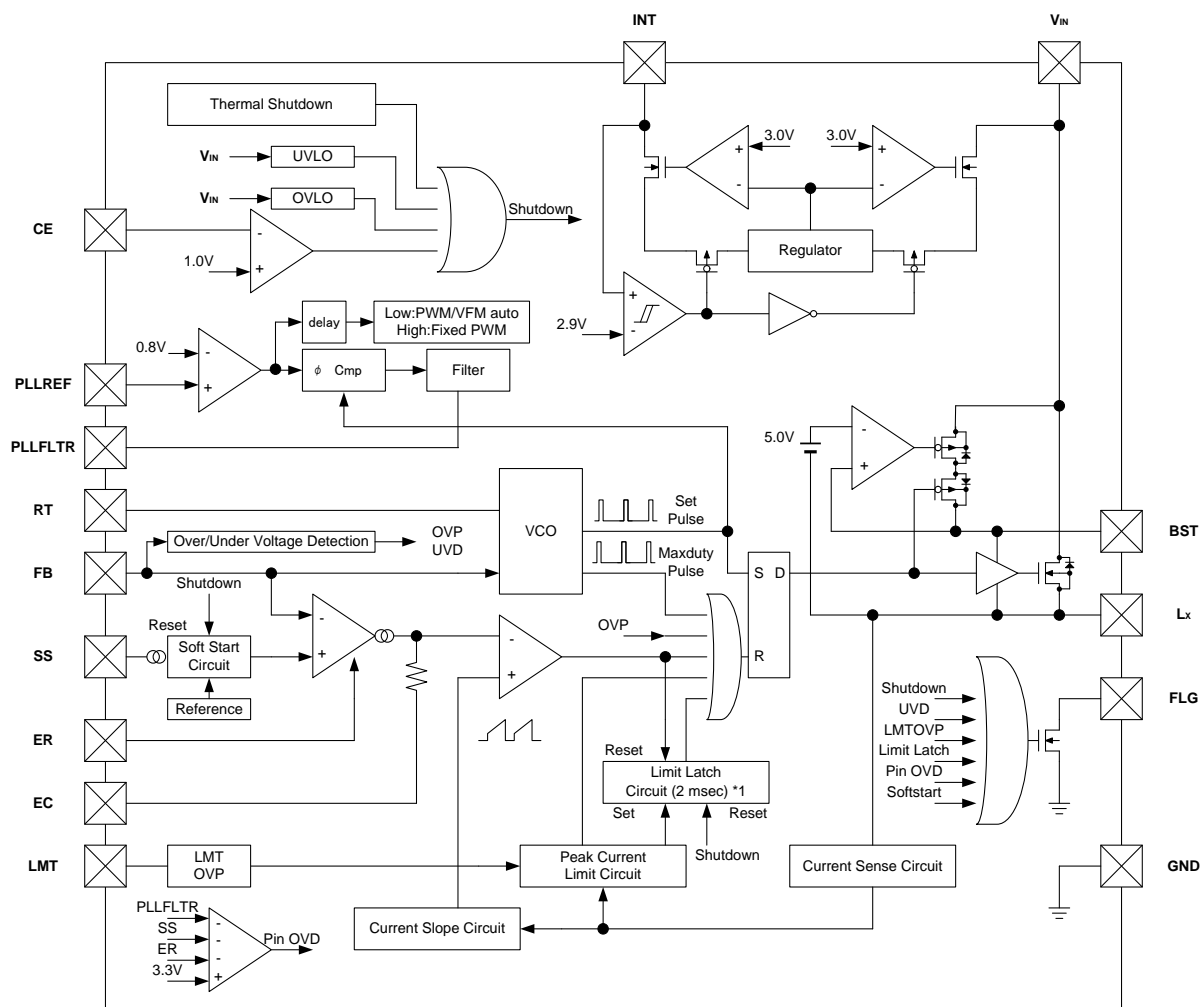 INT
VIN
Thermal Shutdown
VIN
UVLO
VIN
OVLO
CE
1.0V
Shutdown
3.0V
3.0V
+
-
+
-
-
+
Regulator
+
-
2.9V
delay
Low:PWM/VFM auto
High:Fixed PWM
0.8V
-
+
PLLREF
ϕ Cmp
Filter
PLLFLTR
5.0V
-
+
RT
VCO
Set
Pulse
Maxduty
Pulse
BST
Over/Under Voltage Detection
OVP
UVD
FB
S D
R
Lx
Shutdown
Reset
SS
Soft Start
Circuit
Reference
-
+
-
+
OVP
ER
EC
Reset
Limit Latch
Circuit (2 msec) *1
Set
Reset
Shutdown
Shutdown
UVD
LMTOVP
Limit Latch
Pin OVD
Softstart
FLG
LMT
LMT
OVP
Peak Current
Limit Circuit
Current Sense Circuit
GND
Current Slope Circuit
PLLFLTR
SS
ER
3.3V
-
-
-
+
Pin OVD